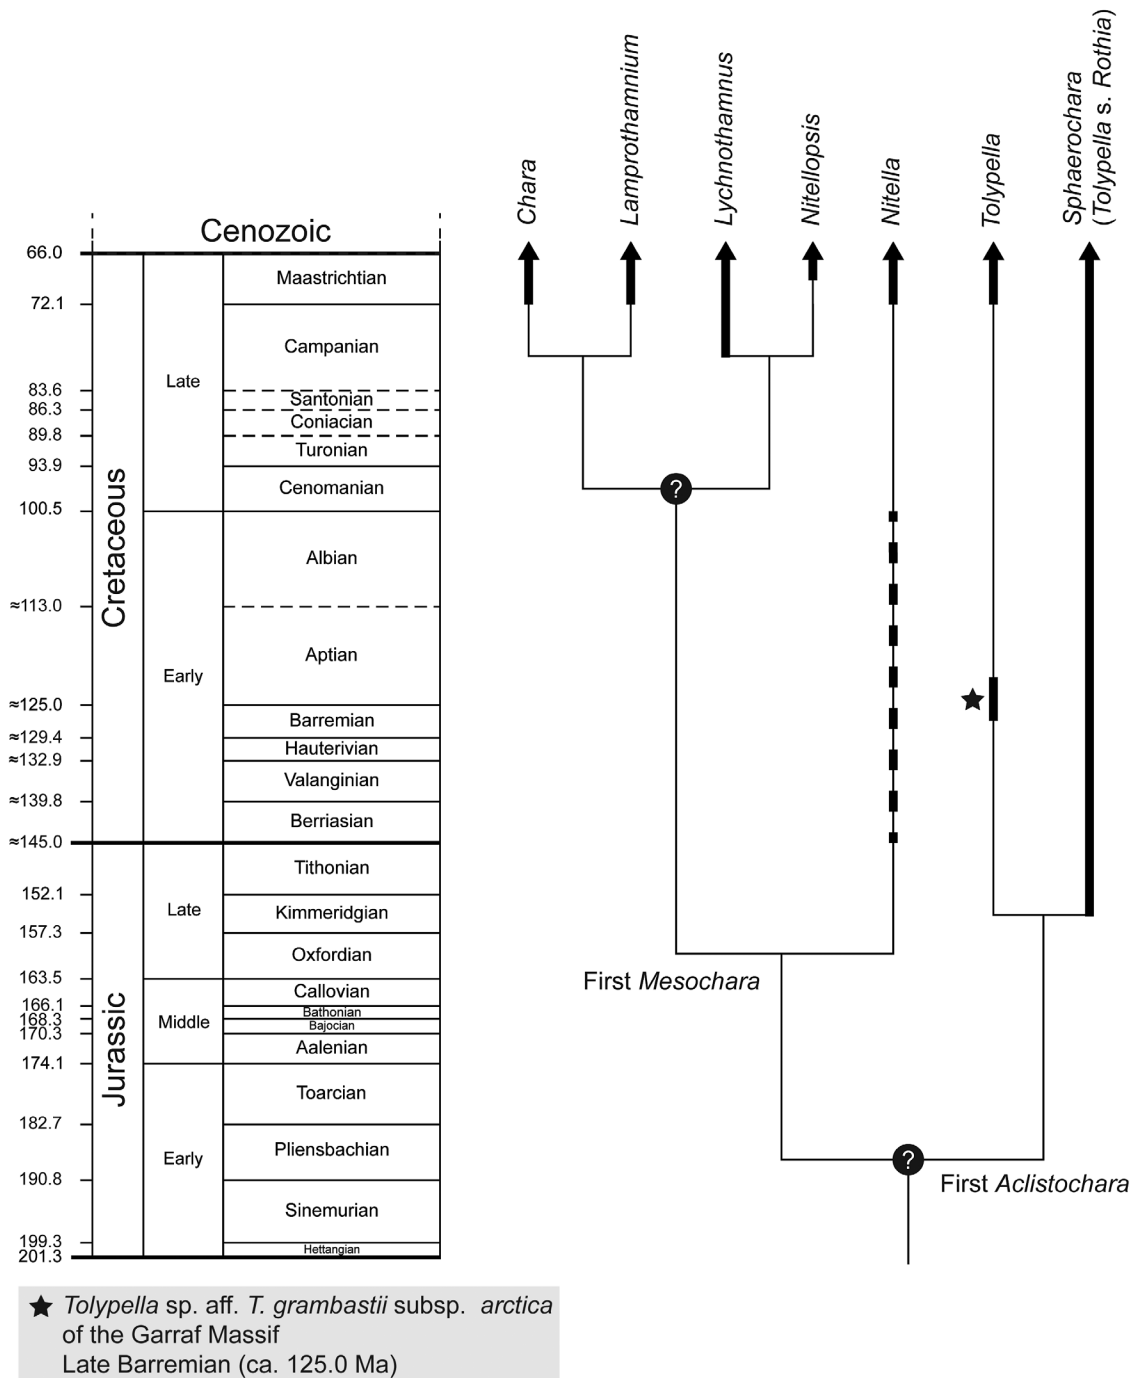 Chara
Lamprothamnium
Lychnothamnus
Nitellopsis
Nitella
Tolypella
Sphaerochara
(Tolypella s. Rothia)
Cenozoic
66.0
Maastrichtian
72.1
Campanian
Late
83.6
Santonian
86.3
Coniacian
89.8
Turonian
93.9
Cenomanian
?
Cretaceous
100.5
Albian
≈113.0
Aptian
Early
≈125.0
Barremian
≈129.4
Hauterivian
≈132.9
Valanginian
≈139.8
Berriasian
≈145.0
Tithonian
152.1
Late
Kimmeridgian
157.3
Oxfordian
163.5
First Mesochara
Callovian
166.1
Bathonian
168.3
Middle
Bajocian
170.3
Aalenian
Jurassic
174.1
Toarcian
182.7
Pliensbachian
Early
?
190.8
First Aclistochara
Sinemurian
199.3
Hettangian
201.3
★ Tolypella sp. aff. T. grambastii subsp. arctica
of the Garraf Massif
Late Barremian (ca. 125.0 Ma)